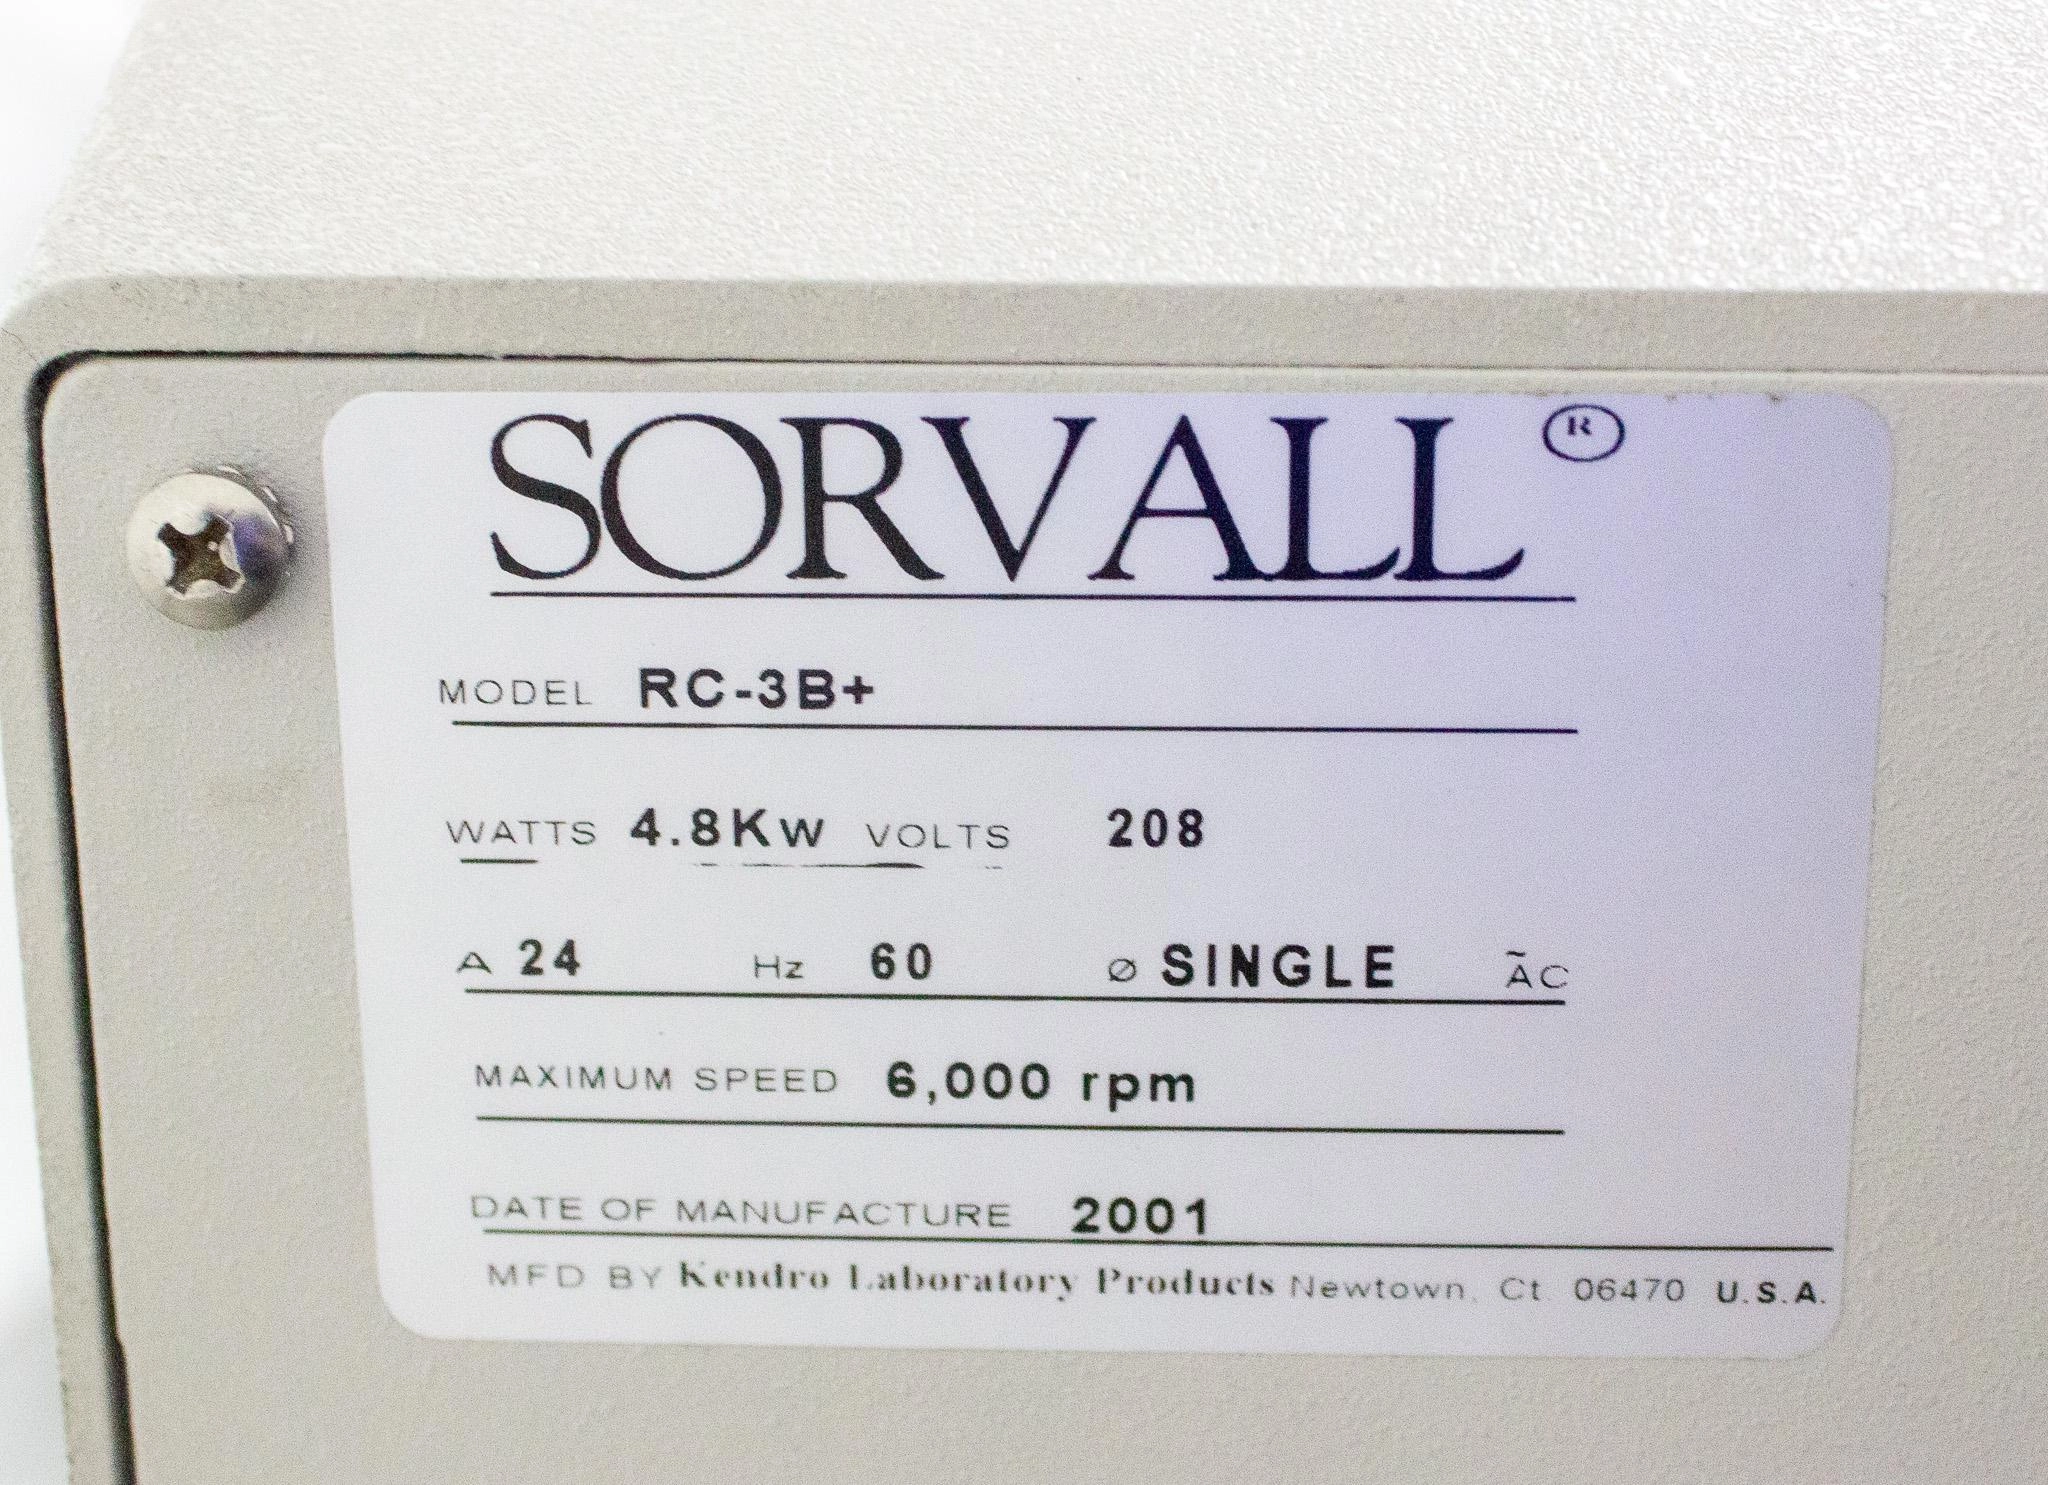 SORVALL ®
MODEL RC-3B+
WATTS 4.8Kw VOLTS 208
A 24 Hz 60 ø SINGLE ÃC
MAXIMUM SPEED 6,000 rpm
DATE OF MANUFACTURE 2001
MFD BY Kendro Laboratory Products Newtown, Ct. 06470 U.S.A.